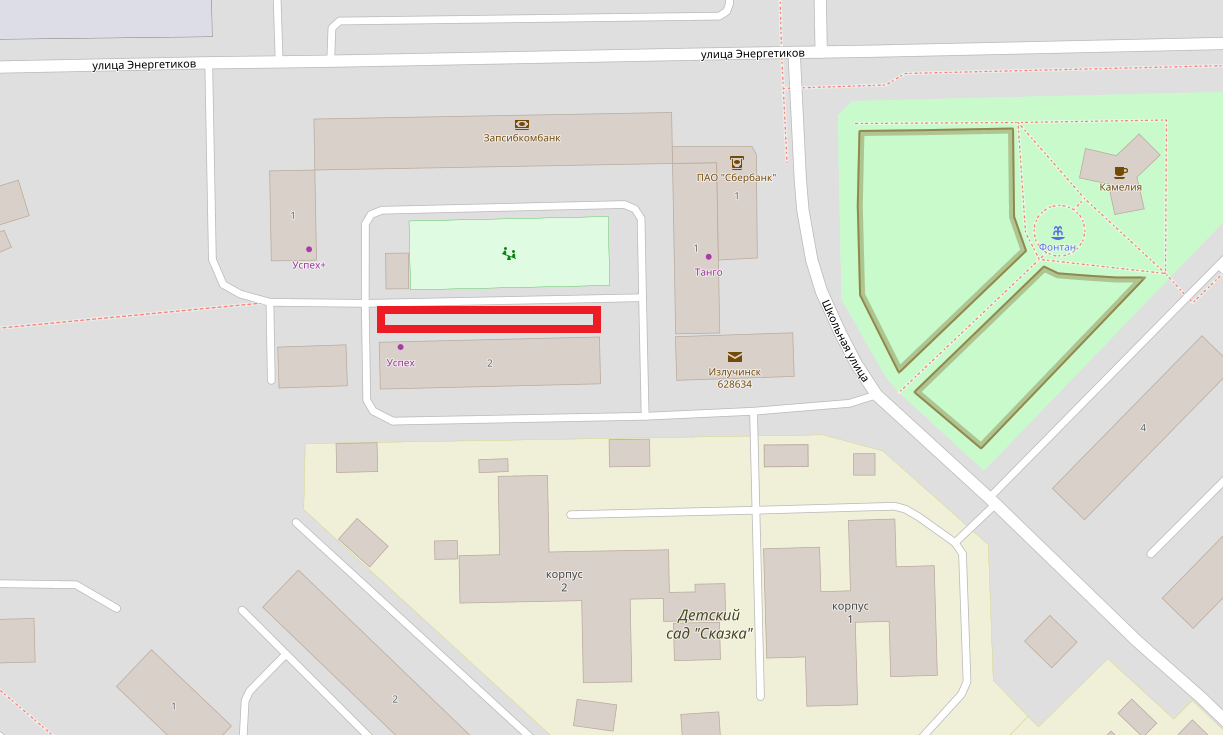 улица Энергетиков
улица Энергетиков
Запсибкомбанк
ПАО "Сбербанк"
1
Камелия
1
1
Фонтан
Успех+
Танго
Школьная улица
Успех
2
Излучинск
628634
4
корпус
2
корпус
1
Детский
сад "Сказка"
2
1